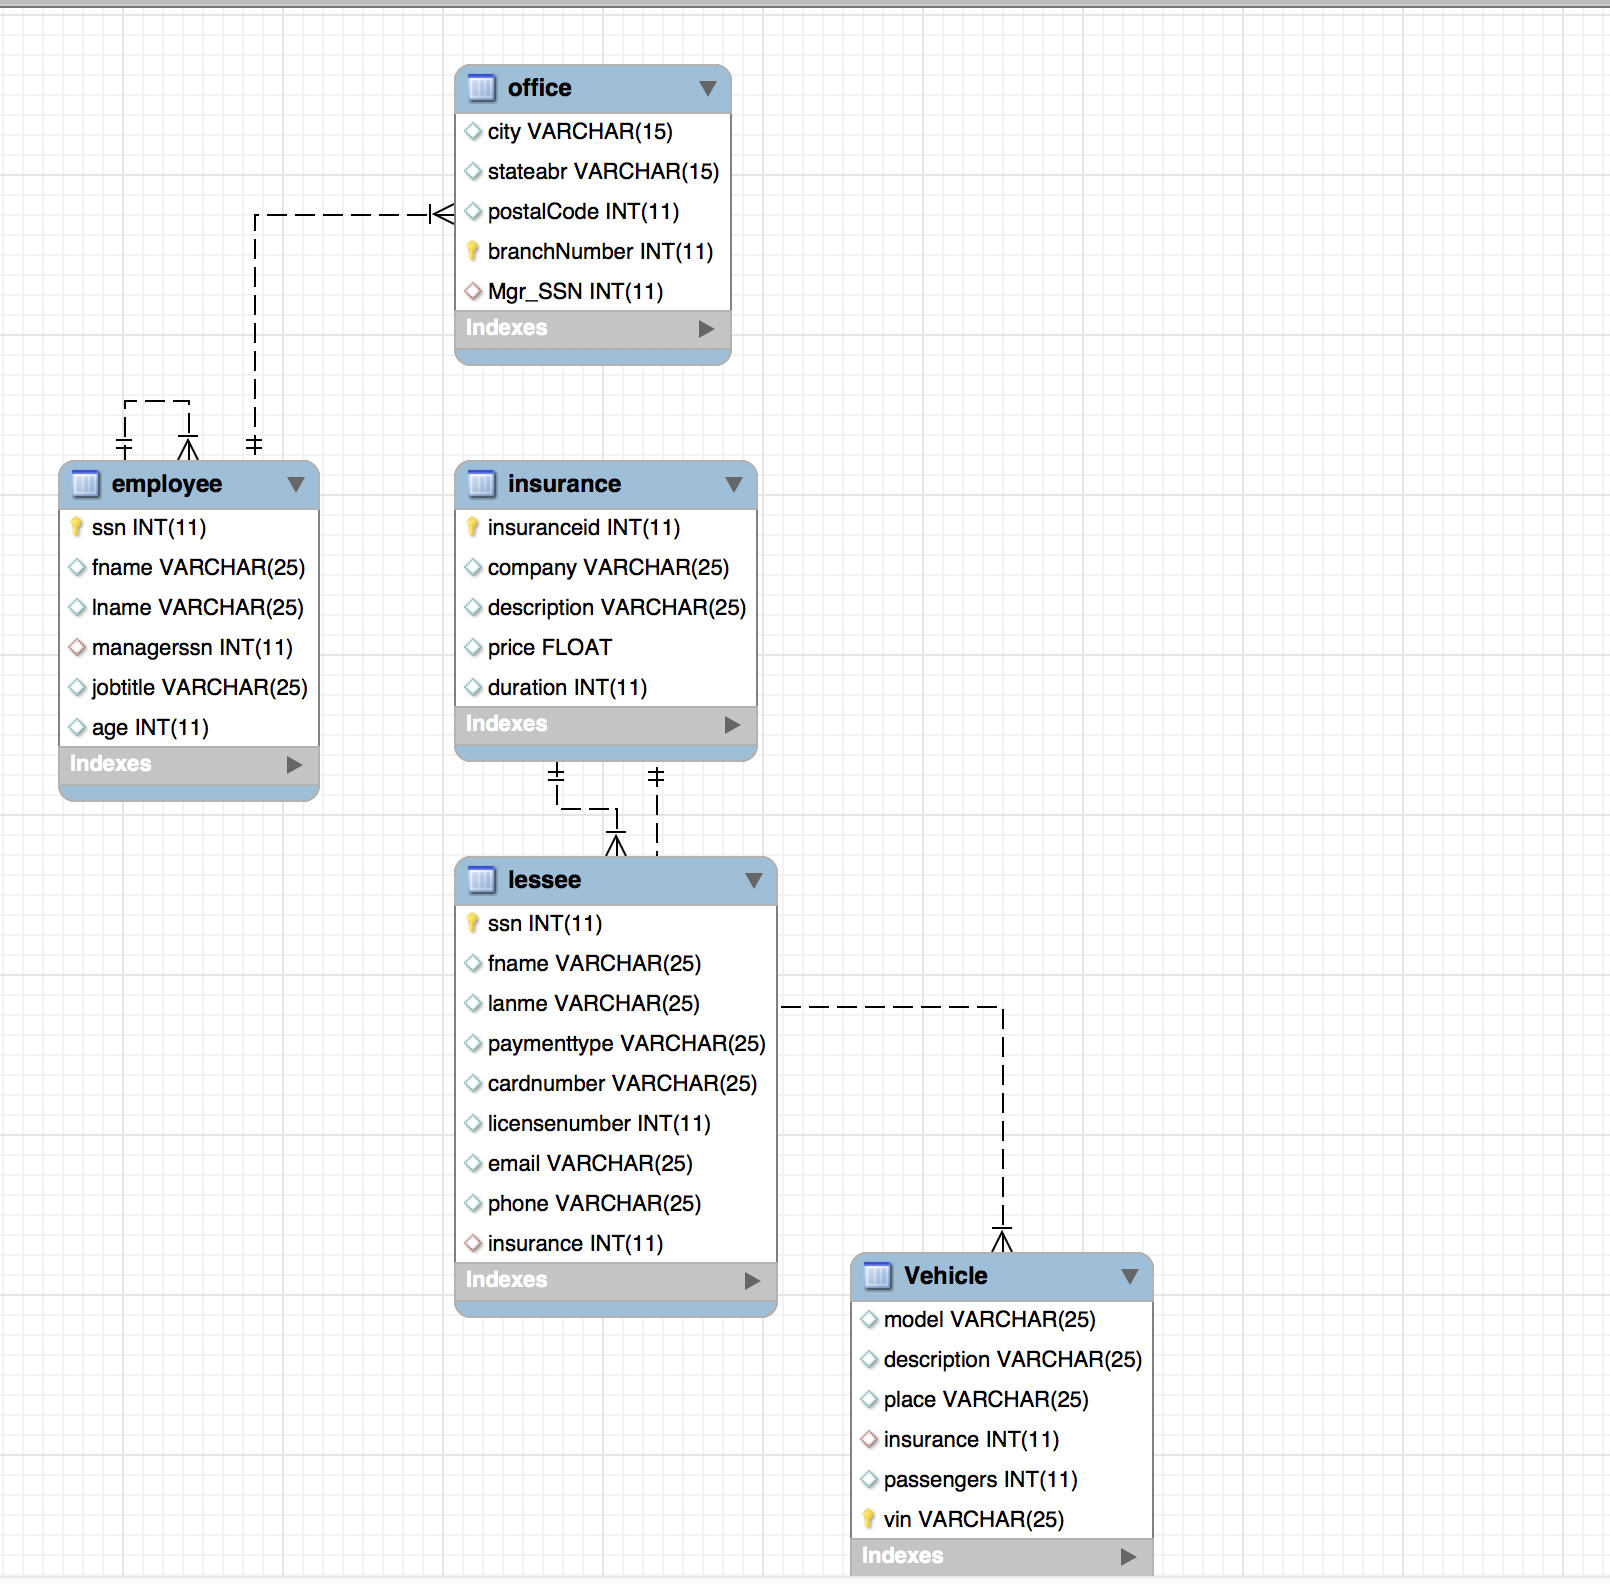 office
city VARCHAR(15)
stateabr VARCHAR(15)
postalCode INT(11)
branchNumber INT(11)
Mgr_SSN INT(11)
Indexes
employee
ssn INT(11)
fname VARCHAR(25)
lname VARCHAR(25)
managerssn INT(11)
jobtitle VARCHAR(25)
age INT(11)
Indexes
insurance
insuranceid INT(11)
company VARCHAR(25)
description VARCHAR(25)
price FLOAT
duration INT(11)
Indexes
lessee
ssn INT(11)
fname VARCHAR(25)
lanme VARCHAR(25)
paymenttype VARCHAR(25)
cardnumber VARCHAR(25)
licensenumber INT(11)
email VARCHAR(25)
phone VARCHAR(25)
insurance INT(11)
Indexes
Vehicle
model VARCHAR(25)
description VARCHAR(25)
place VARCHAR(25)
insurance INT(11)
passengers INT(11)
vin VARCHAR(25)
Indexes